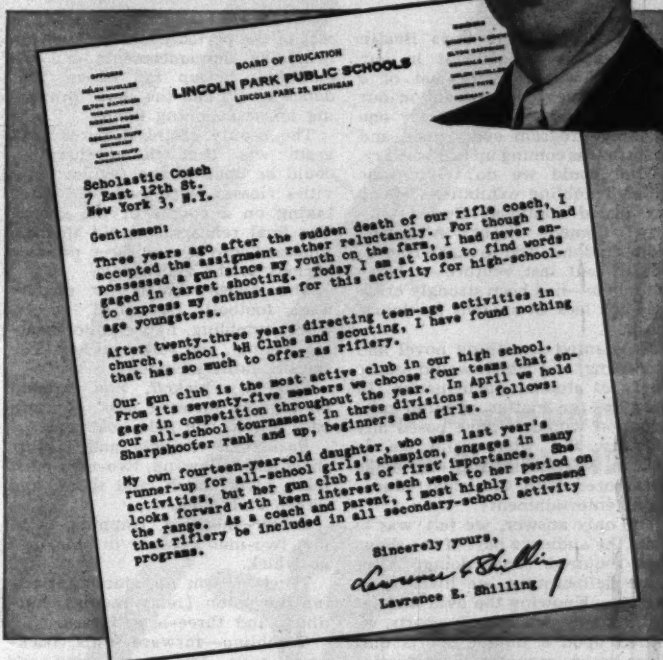 BOARD OF EDUCATION
LINCOLN PARK PUBLIC SCHOOLS
LINCOLN PARK 25, MICHIGAN
OFFICERS
HELEN MUELLER
PRESIDENT
ELTON DAPPRICH
LEO W. HUFF
Scholastic Coach
7 East 12th St.
New York 3, N.Y.
Gentlemen:
Three years ago after the sudden death of our rifle coach, I
accepted the assignment rather reluctantly. For though I had
possessed a gun since my youth on the farm, I had never en-
gaged in target shooting. Today I am at loss to find words
to express my enthusiasm for this activity for high-school-
age youngsters.
After twenty-three years directing teen-age activities in
church, school, 4H Clubs and scouting, I have found nothing
that has so much to offer as riflery.
Our gun club is the most active club in our high school.
From its seventy-five members we choose four teams that en-
gage in competition throughout the year. In April we hold
our all-school tournament in three divisions as follows:
Sharpshooter rank and up, beginners and girls.
My own fourteen-year-old daughter, who was last year's
runner-up for all-school girls' champion, engages in many
activities, but her gun club is of first importance. She
looks forward with keen interest each week to her period on
the range. As a coach and parent, I most highly recommend
that riflery be included in all secondary-school activity
programs.
Sincerely yours,
Lawrence E Shilling
Lawrence E. Shilling